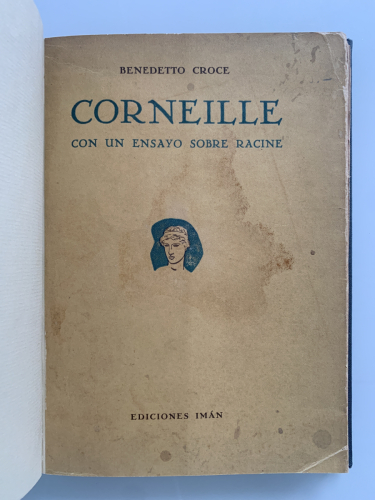 BENEDETTO CROCE
CORNEILLE
CON UN ENSAYO SOBRE RACINE
EDICIONES IMÁN